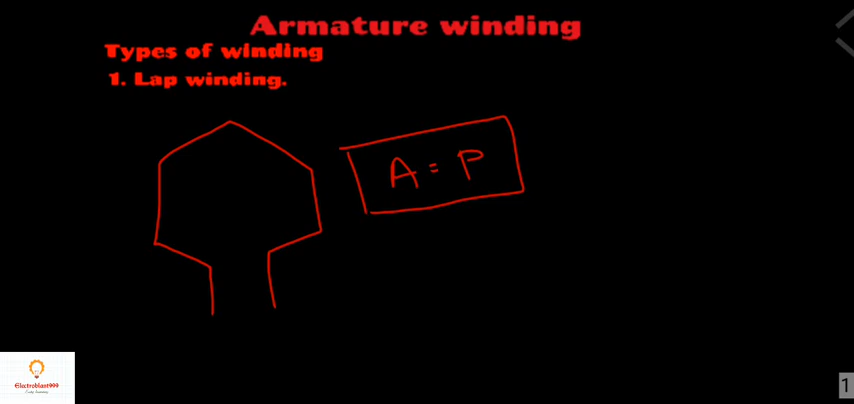 Armature winding
Types of winding
1. Lap winding.
A = P
Electroblast999
1